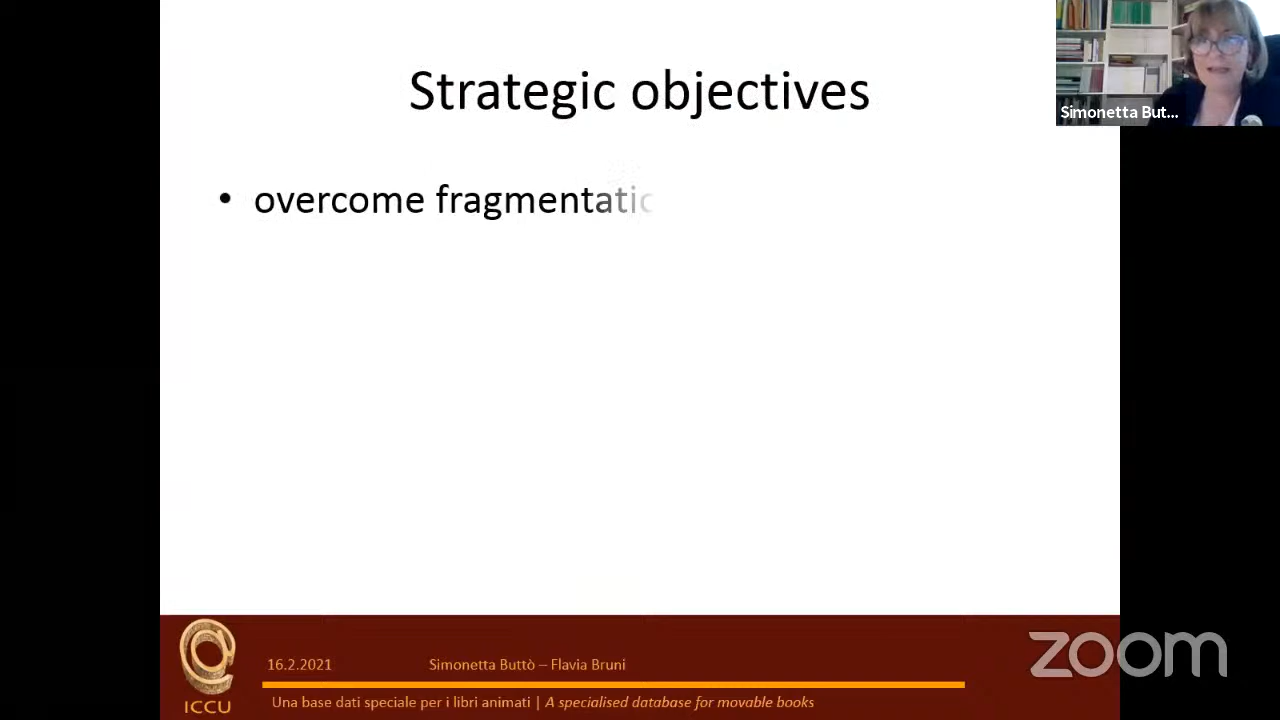 Strategic objectives
Simonetta But...
• overcome fragmentatic
16.2.2021
Simonetta Buttò – Flavia Bruni
ICCU
Una base dati speciale per i libri animati | A specialised database for movable books
zoom